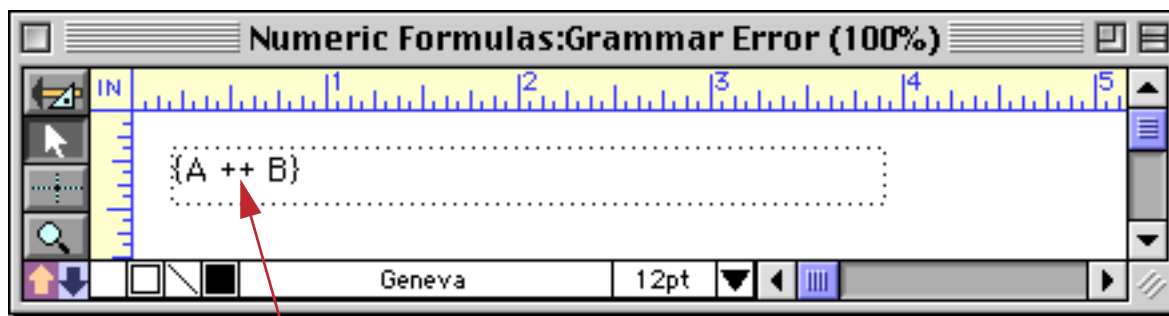 Numeric Formulas:Grammar Error (100%)
IN 1 2 3 4 5
{A ++ B}
Geneva 12pt